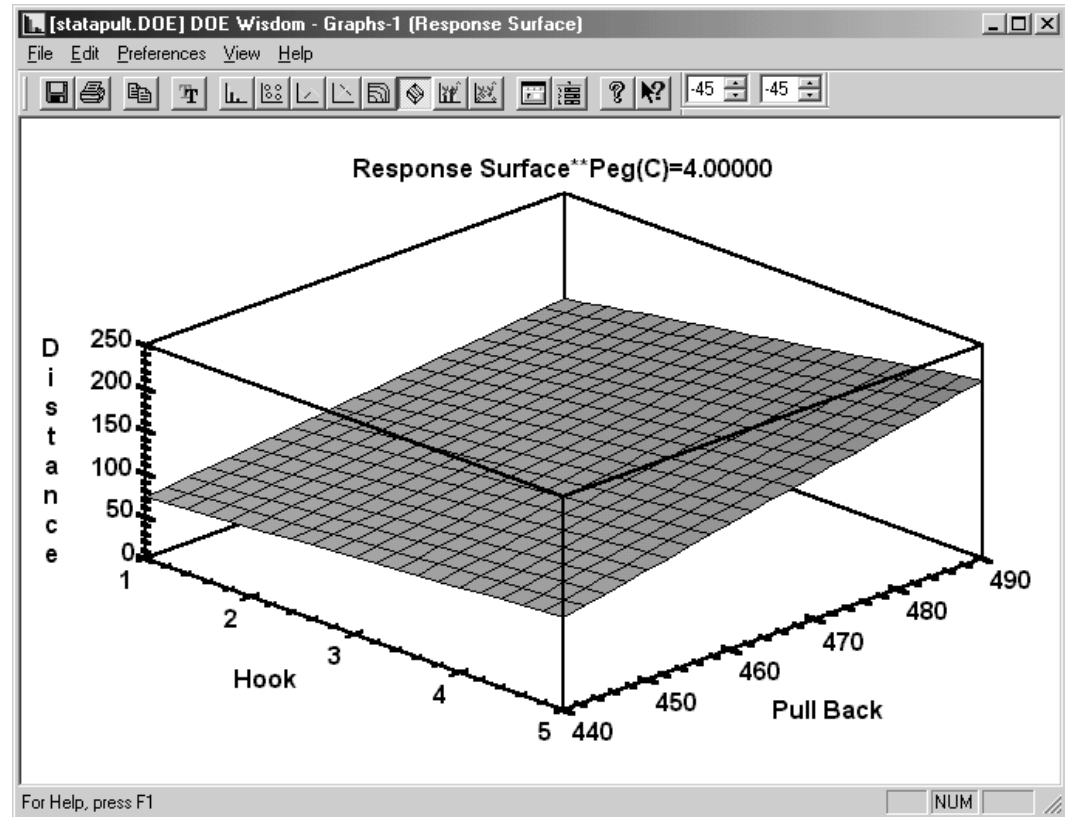 [statapult.DOE] DOE Wisdom - Graphs-1 (Response Surface)
File Edit Preferences View Help
-45 -45
Response Surface**Peg(C)=4.00000
Distance
250
200
150
100
50
0
1
2
3
4
5
Hook
440
450
460
470
480
490
Pull Back
For Help, press F1
NUM